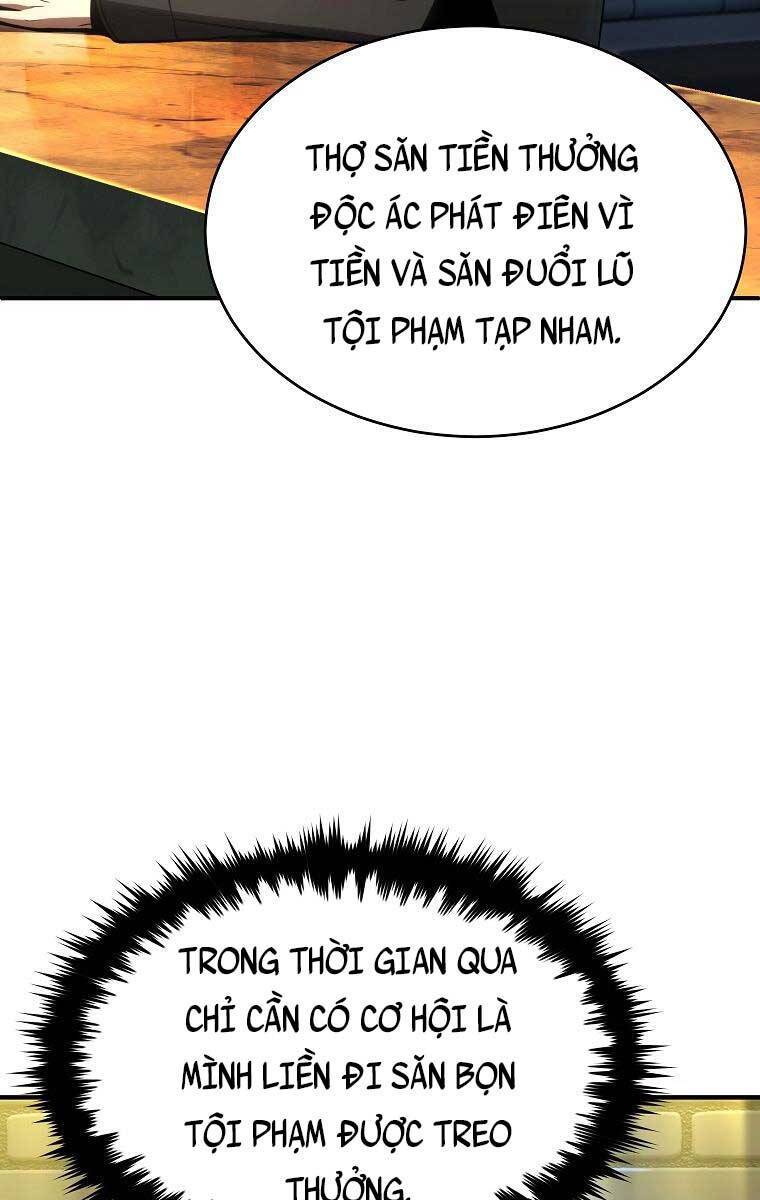 THỢ SĂN TIỀN THƯỞNG
ĐỘC ÁC PHÁT ĐIÊN VÌ
TIỀN VÀ SĂN ĐUỔI LŨ
TỘI PHẠM TẠP NHAM.
TRONG THỜI GIAN QUA
CHỈ CẦN CÓ CƠ HỘI LÀ
MÌNH LIỀN ĐI SĂN BỌN
TỘI PHẠM ĐƯỢC TREO
THƯỞNG.